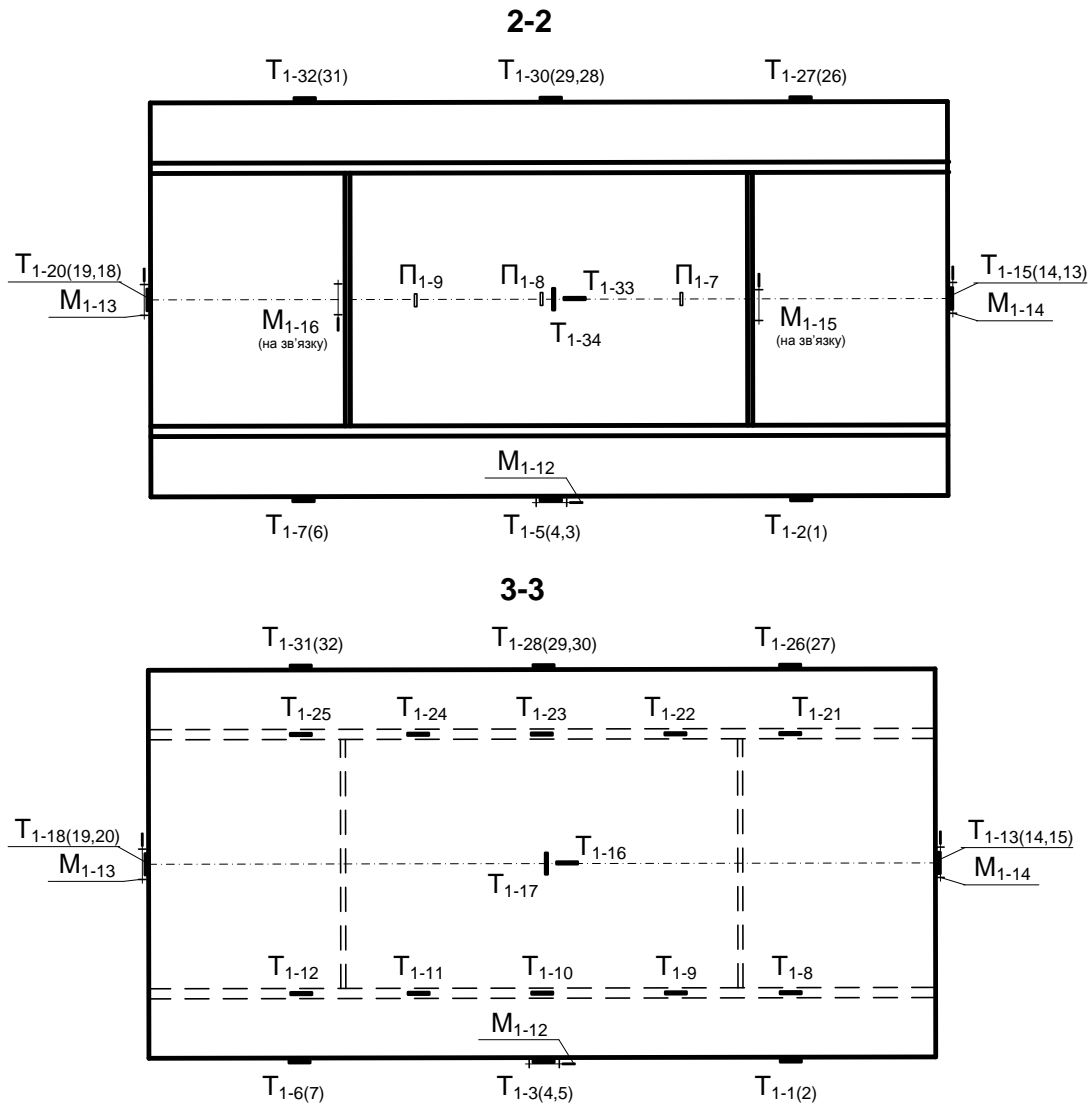 2-2
Т1-32(31) Т1-30(29,28) Т1-27(26)
Т1-20(19,18) П1-9 П1-8 Т1-33 П1-7 Т1-15(14,13)
М1-13 М1-16 Т1-34 М1-15 М1-14
(на зв'язку) (на зв'язку)
М1-12
Т1-7(6) Т1-5(4,3) Т1-2(1)
3-3
Т1-31(32) Т1-28(29,30) Т1-26(27)
Т1-25 Т1-24 Т1-23 Т1-22 Т1-21
Т1-18(19,20) Т1-16 Т1-13(14,15)
М1-13 Т1-17 М1-14
Т1-12 Т1-11 Т1-10 Т1-9 Т1-8
М1-12
Т1-6(7) Т1-3(4,5) Т1-1(2)